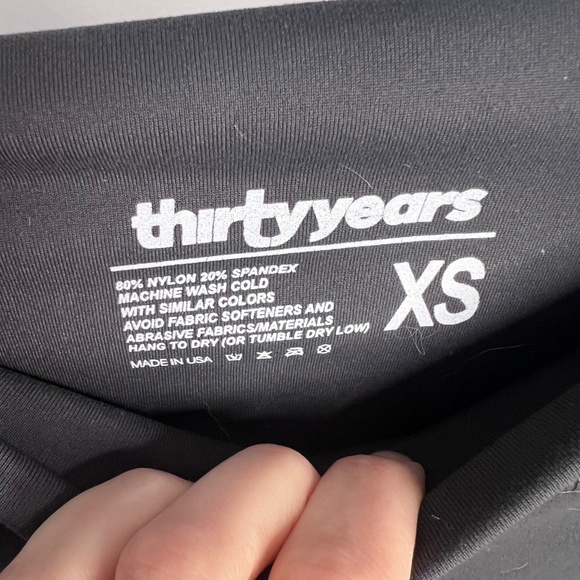 thirtyyears
80% NYLON 20% SPANDEX
MACHINE WASH COLD
WITH SIMILAR COLORS
AVOID FABRIC SOFTENERS AND
ABRASIVE FABRICS/MATERIALS
HANG TO DRY (OR TUMBLE DRY LOW)
MADE IN USA
XS